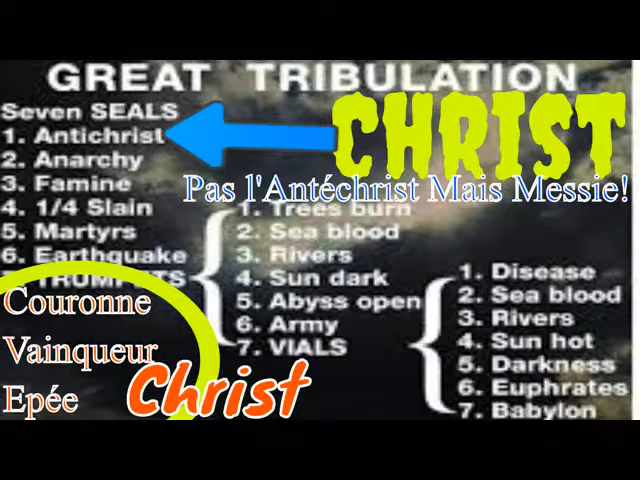 GREAT TRIBULATION
Seven SEALS
1. Antichrist
CHRIST
2. Anarchy
3. Famine
Pas l'Antéchrist Mais Messie!
4. 1/4 Slain
5. Martyrs
6. Earthquake
7. TRUMPETS
1. Trees burn
2. Sea blood
3. Rivers
4. Sun dark
5. Abyss open
6. Army
7. VIALS
1. Disease
2. Sea blood
3. Rivers
4. Sun hot
5. Darkness
6. Euphrates
7. Babylon
Couronne
Vainqueur
Epée
Christ